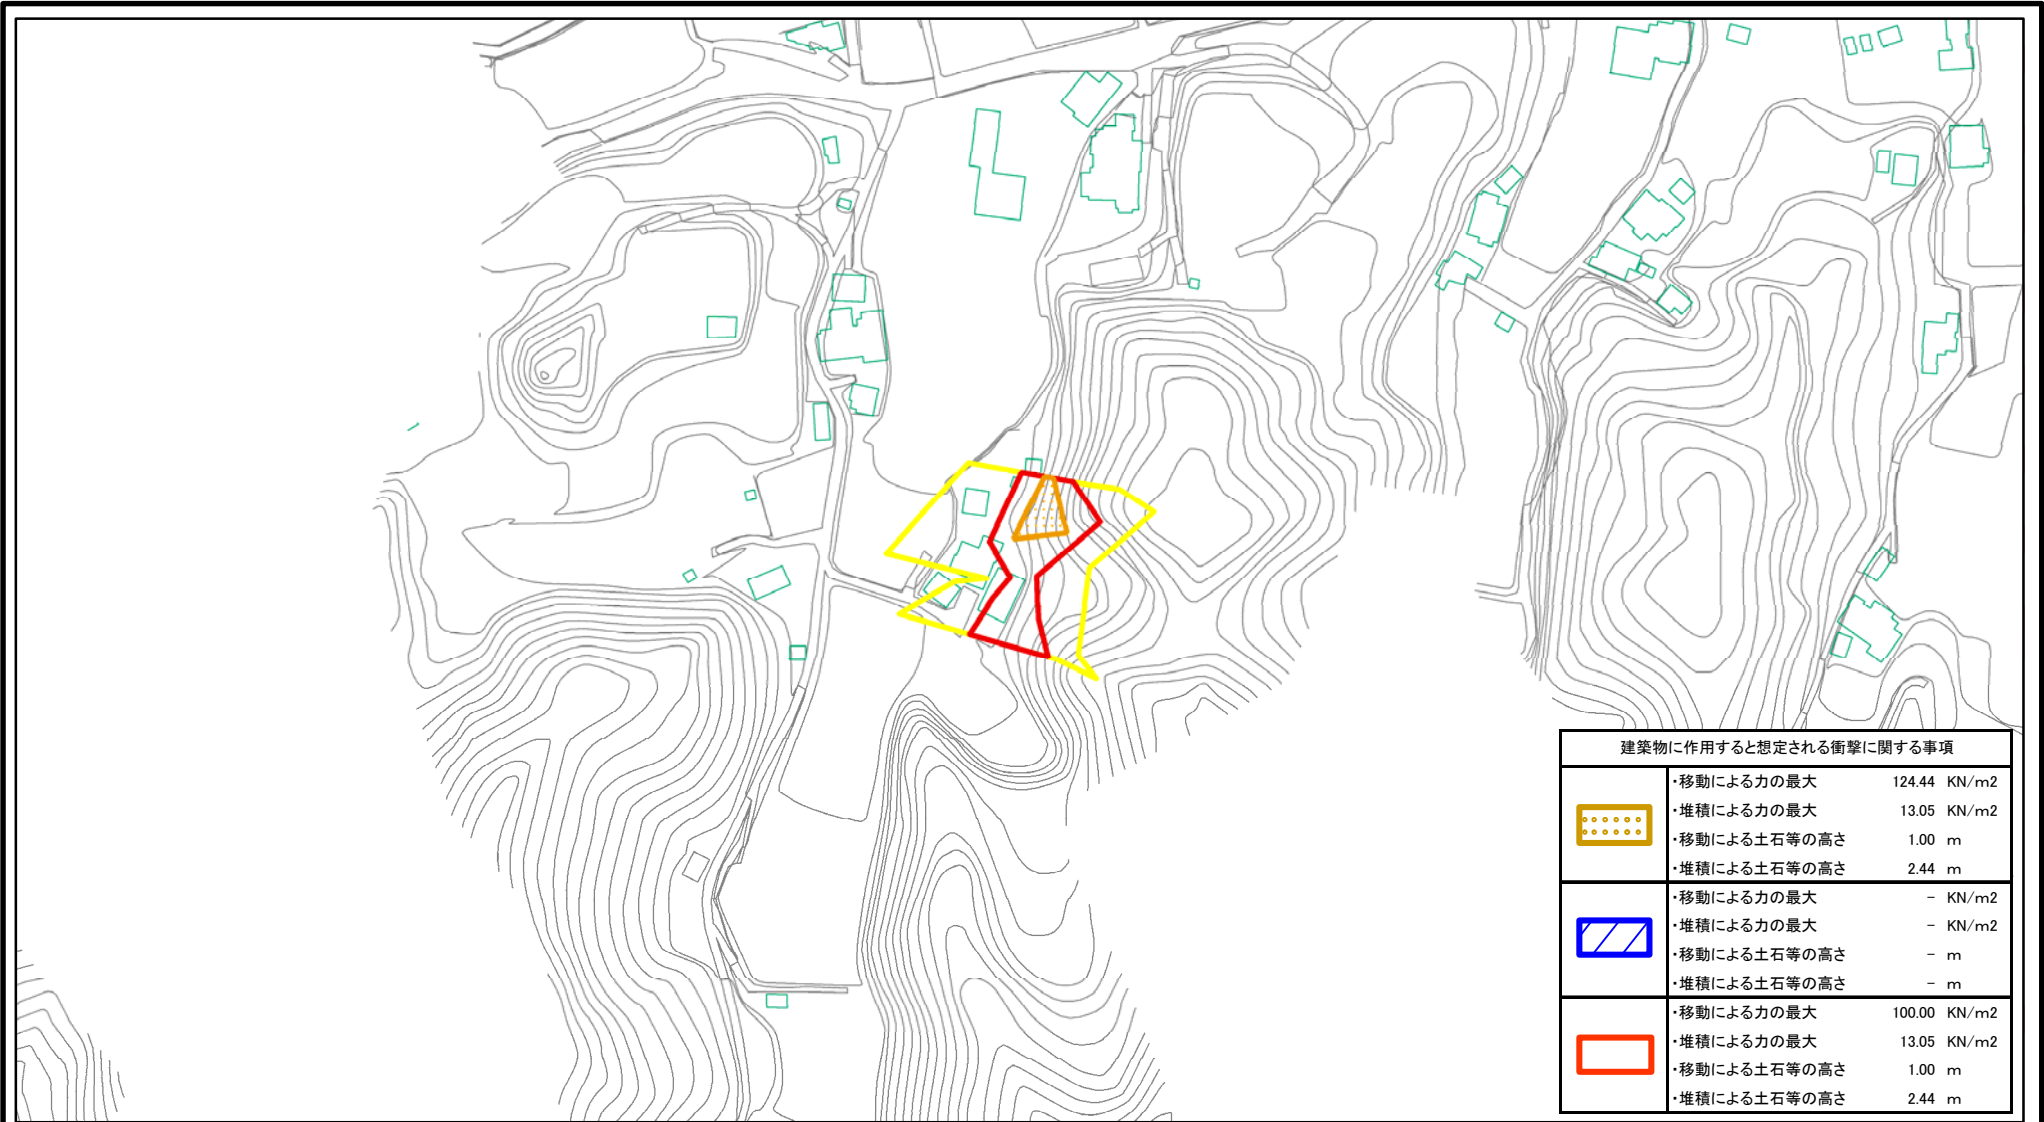 建築物に作用すると想定される衝撃に関する事項
・移動による力の最大 124.44 KN/m2
・堆積による力の最大 13.05 KN/m2
・移動による土石等の高さ 1.00 m
・堆積による土石等の高さ 2.44 m
・移動による力の最大 - KN/m2
・堆積による力の最大 - KN/m2
・移動による土石等の高さ - m
・堆積による土石等の高さ - m
・移動による力の最大 100.00 KN/m2
・堆積による力の最大 13.05 KN/m2
・移動による土石等の高さ 1.00 m
・堆積による土石等の高さ 2.44 m